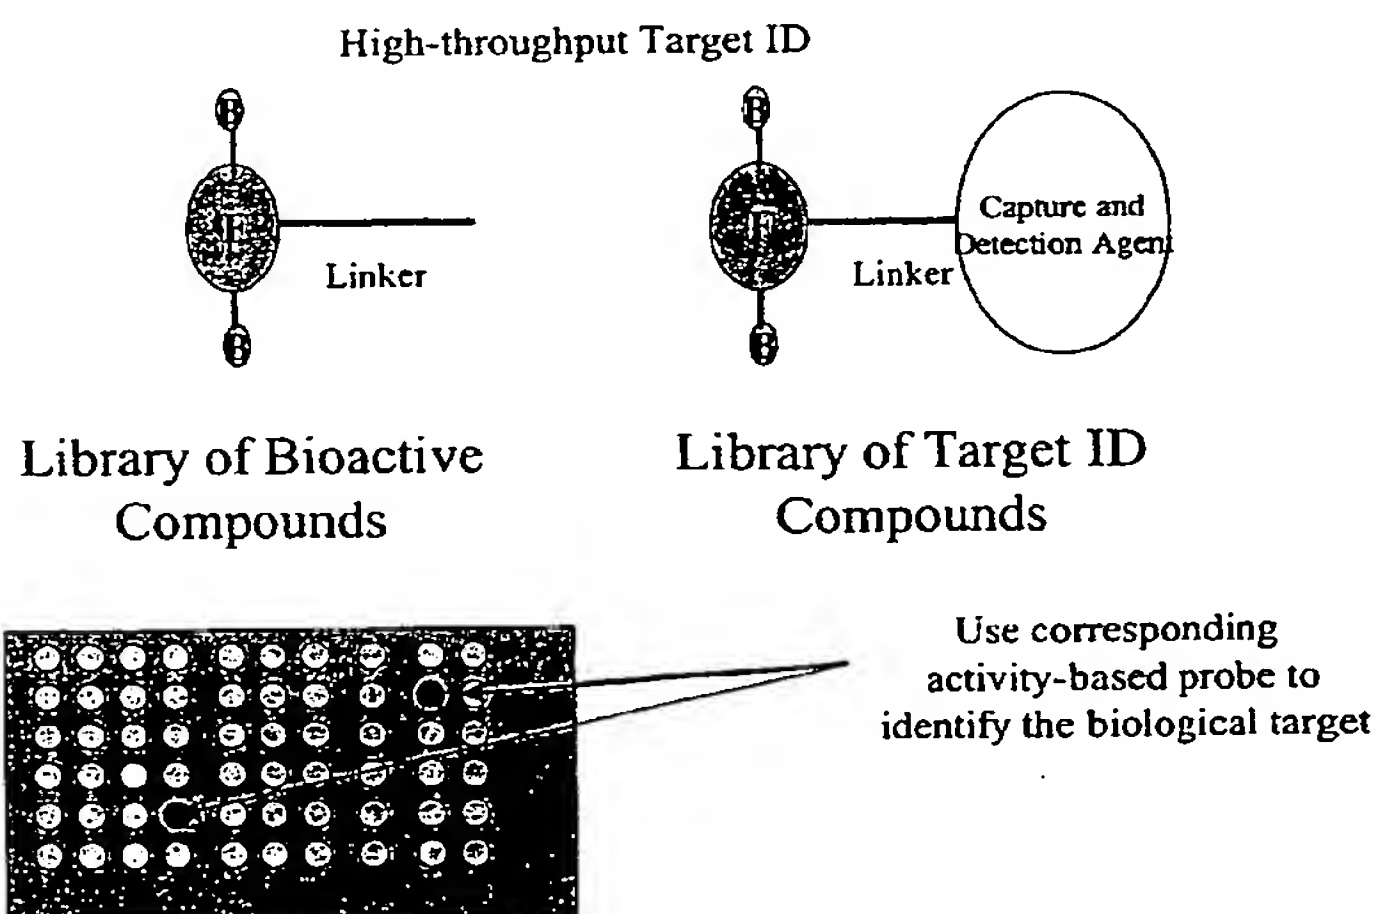 High-throughput Target ID
B
B
F
F
Linker
Linker
Capture and
Detection Agent
B
B
Library of Bioactive
Compounds
Library of Target ID
Compounds
Use corresponding
activity-based probe to
identify the biological target